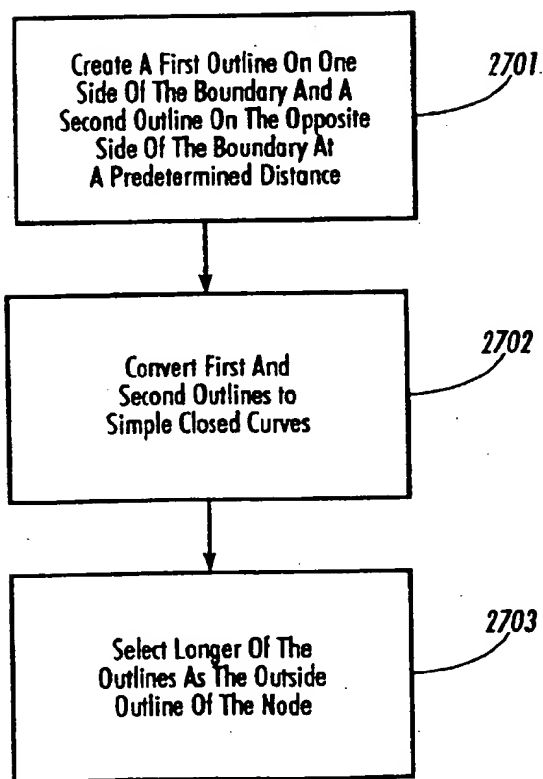 Create A First Outline On One
Side Of The Boundary And A
Second Outline On The Opposite
Side Of The Boundary At
A Predetermined Distance
2701
Convert First And
Second Outlines to
Simple Closed Curves
2702
Select Longer Of The
Outlines As The Outside
Outline Of The Node
2703